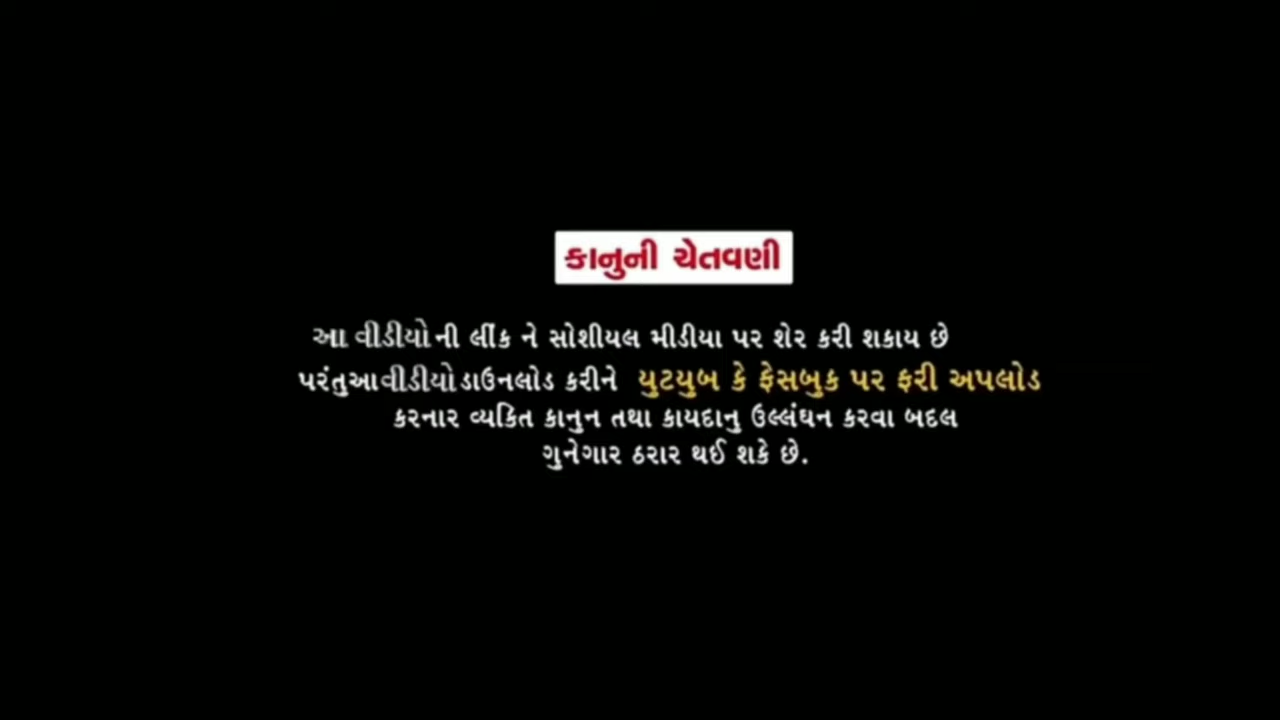 કાનુની ચેતવણી
આ વીડીયો ની લીંક ને સોશીયલ મીડીયા પર શેર કરી શકાય છે
પરંતુ આ વીડીયો ડાઉનલોડ કરીને યુટયુબ કે ફેસબુક પર ફરી અપલોડ
કરનાર વ્યકિત કાનુન તથા કાયદાનુ ઉલ્લંઘન કરવા બદલ
ગુનેગાર ઠરાર થઈ શકે છે.